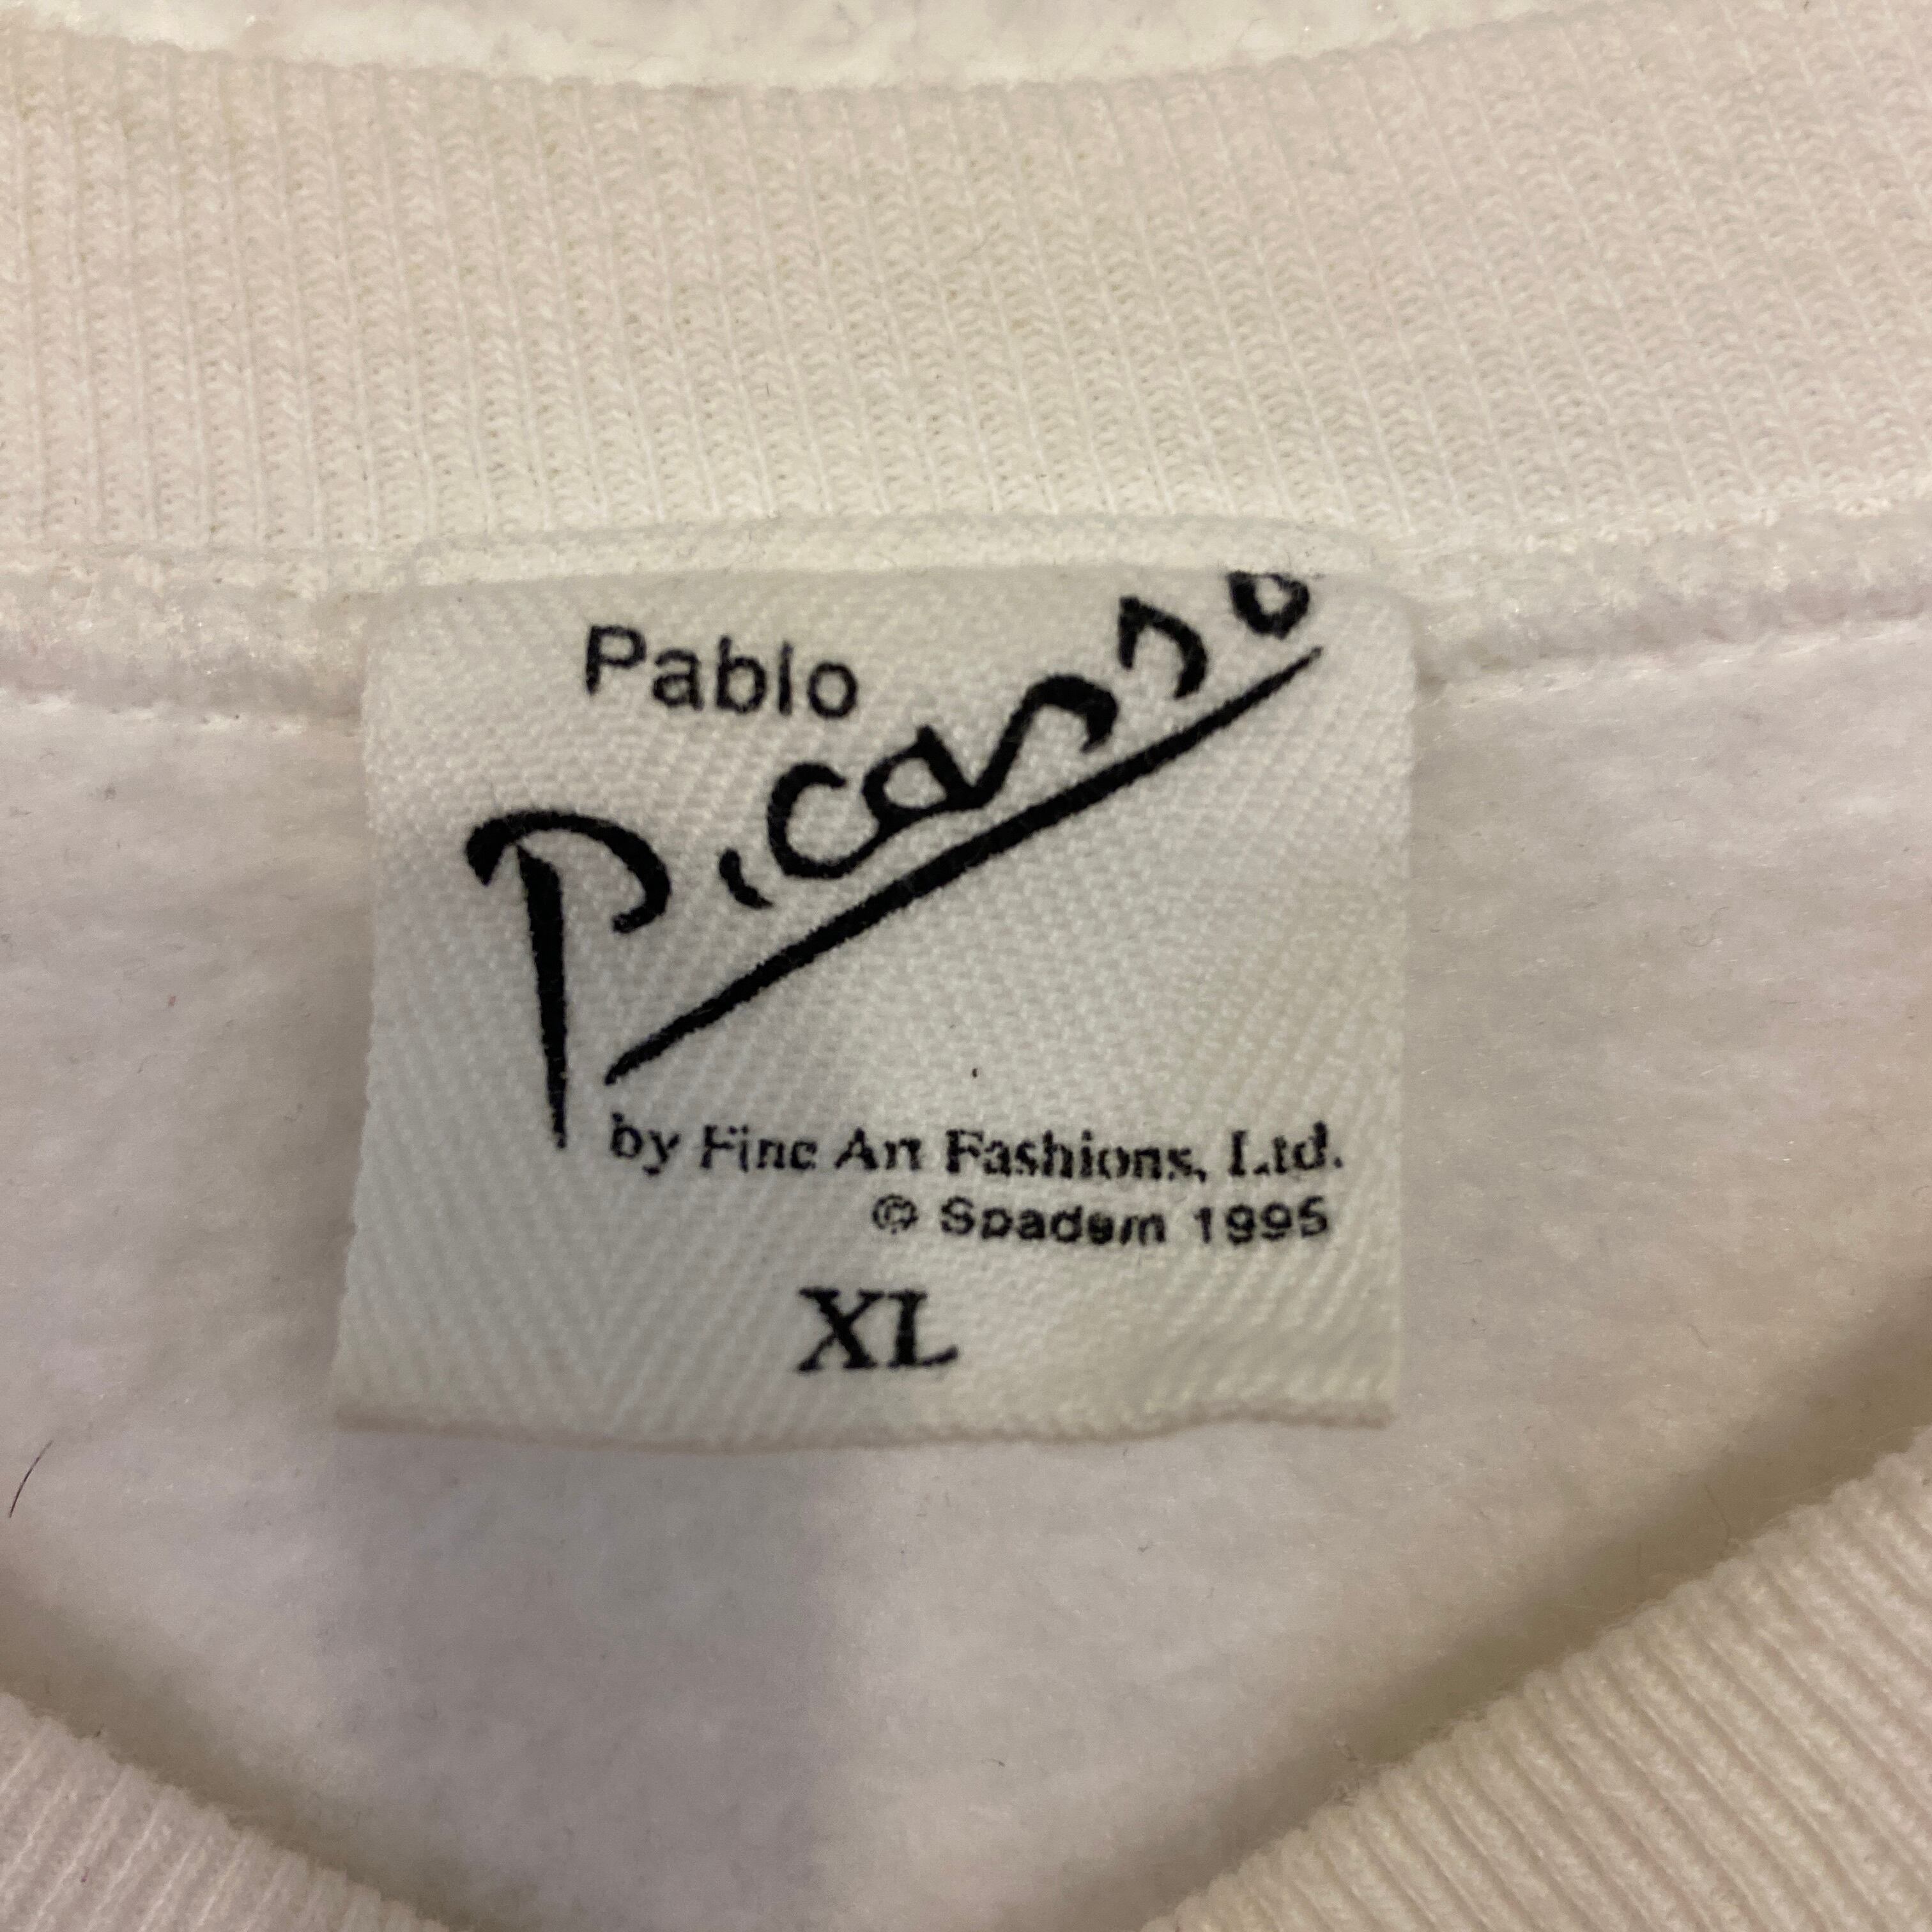 Pablo
Picasso
by Fine Art Fashions, Ltd.
© Spadem 1995
XL